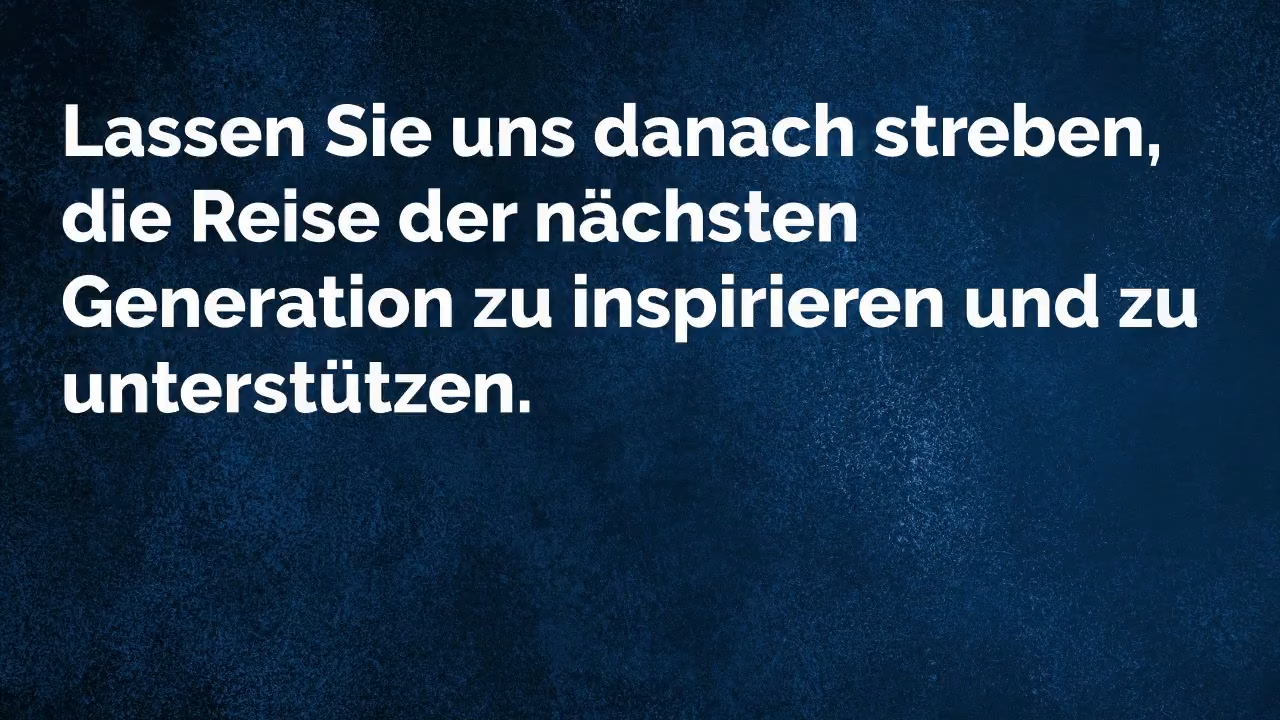 Lassen Sie uns danach streben,
die Reise der nächsten
Generation zu inspirieren und zu
unterstützen.